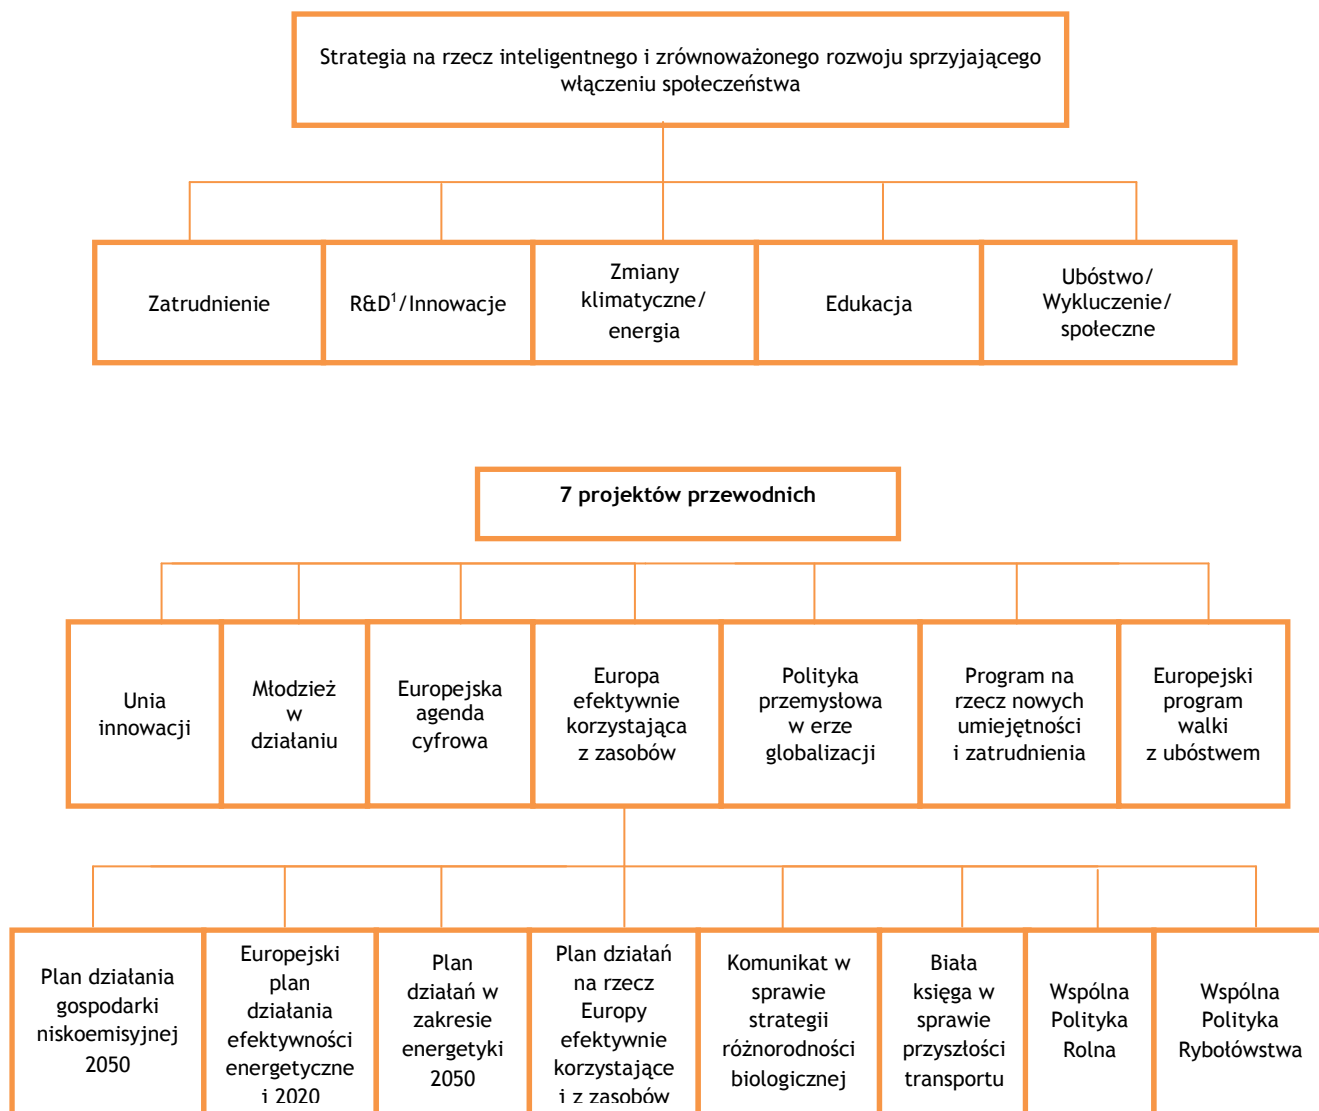 Strategia na rzecz inteligentnego i zrównoważonego rozwoju sprzyjającego
włączeniu społeczeństwa
Zatrudnienie
R&D¹/Innowacje
Zmiany
klimatyczne/
energia
Edukacja
Ubóstwo/
Wykluczenie/
społeczne
7 projektów przewodnich
Unia
innowacji
Młodzież
w
działaniu
Europejska
agenda
cyfrowa
Europa
efektywnie
korzystająca
z zasobów
Polityka
przemysłowa
w erze
globalizacji
Program na
rzecz nowych
umiejętności
i zatrudnienia
Europejski
program
walki
z ubóstwem
Plan działania
gospodarki
niskoemisyjnej
2050
Europejski
plan
działania
efektywności
energetyczne
j 2020
Plan
działań w
zakresie
energetyki
2050
Plan działań
na rzecz
Europy
efektywnie
korzystające
j z zasobów
Komunikat w
sprawie
strategii
różnorodności
biologicznej
Biała
księga w
sprawie
przyszłości
transportu
Wspólna
Polityka
Rolna
Wspólna
Polityka
Rybołówstwa